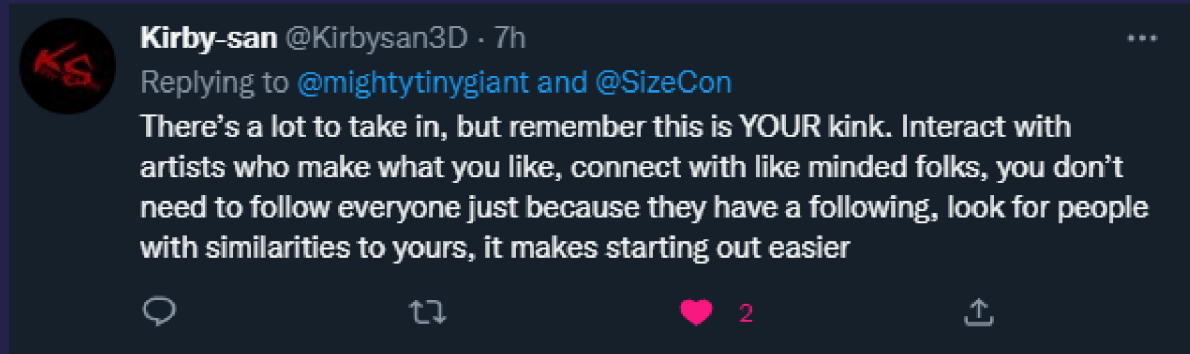 Kirby-san @Kirbysan3D · 7h
Replying to @mightytinygiant and @SizeCon
There's a lot to take in, but remember this is YOUR kink. Interact with
artists who make what you like, connect with like minded folks, you don't
need to follow everyone just because they have a following, look for people
with similarities to yours, it makes starting out easier
2